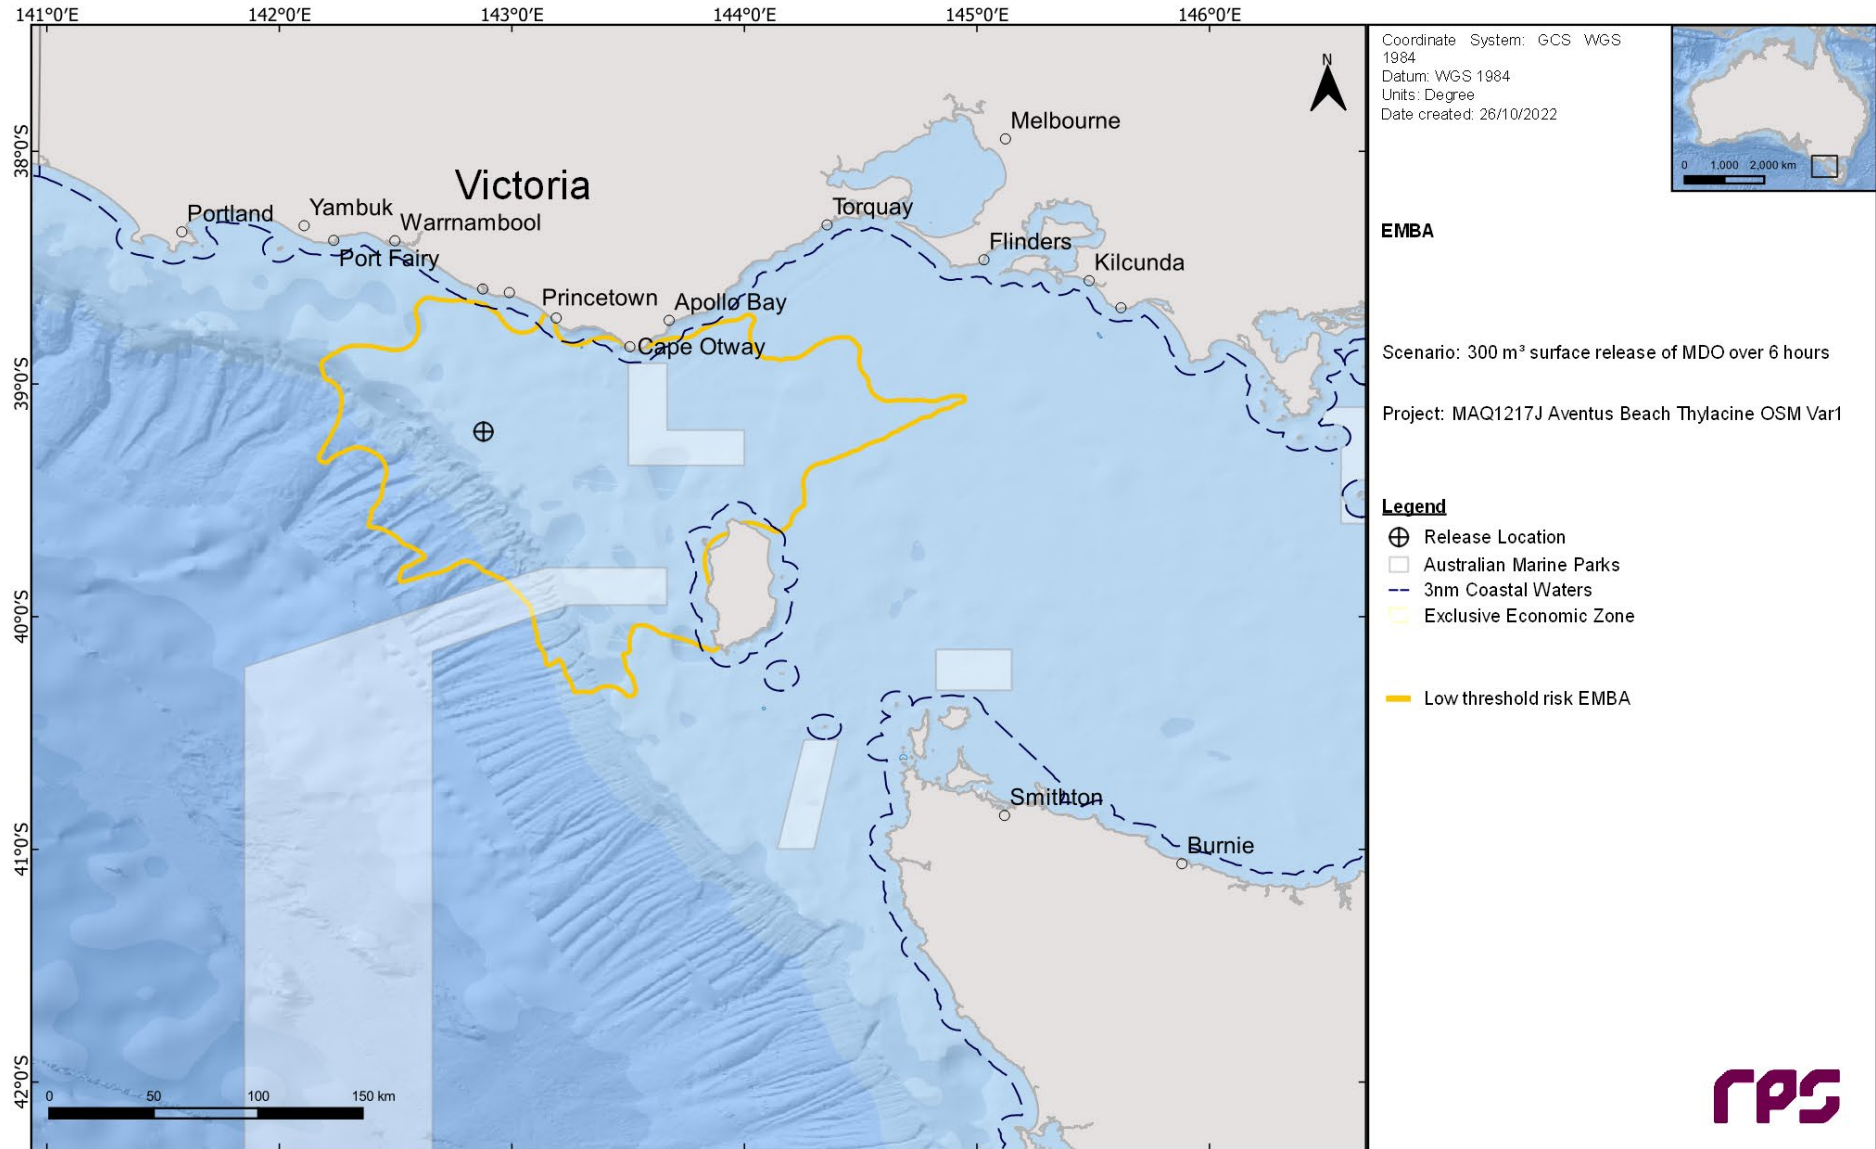 141°0'E 142°0'E 143°0'E 144°0'E 145°0'E 146°0'E
38°0'S
39°0'S
40°0'S
41°0'S
42°0'S
N
Melbourne
Victoria
Portland
Yambuk
Warrnambool
Port Fairy
Torquay
Flinders
Kilcunda
Princetown
Apollo Bay
Cape Otway
Smithton
Burnie
0 50 100 150 km
Coordinate System: GCS WGS
1984
Datum: WGS 1984
Units: Degree
Date created: 26/10/2022
0 1,000 2,000 km
EMBA
Scenario: 300 m³ surface release of MDO over 6 hours
Project: MAQ1217J Aventus Beach Thylacine OSM Var1
Legend
Release Location
Australian Marine Parks
3nm Coastal Waters
Exclusive Economic Zone
Low threshold risk EMBA
rps